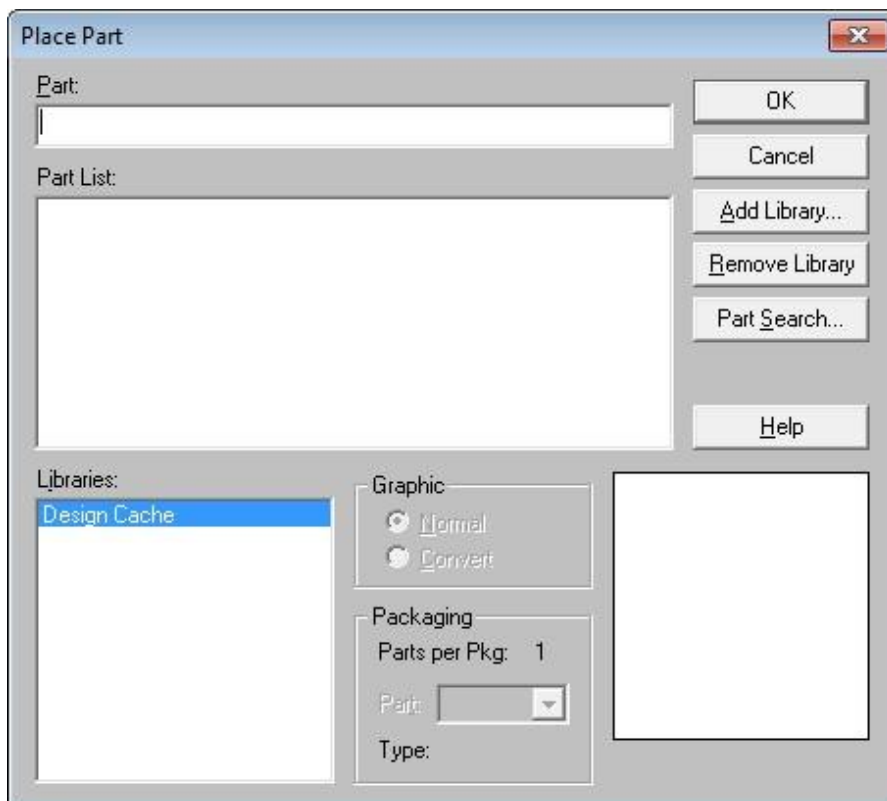 Place Part
Part:
OK
Cancel
Part List:
Add Library...
Remove Library
Part Search...
Help
Libraries:
Design Cache
Graphic
Normal
Convert
Packaging
Parts per Pkg: 1
Part:
Type: